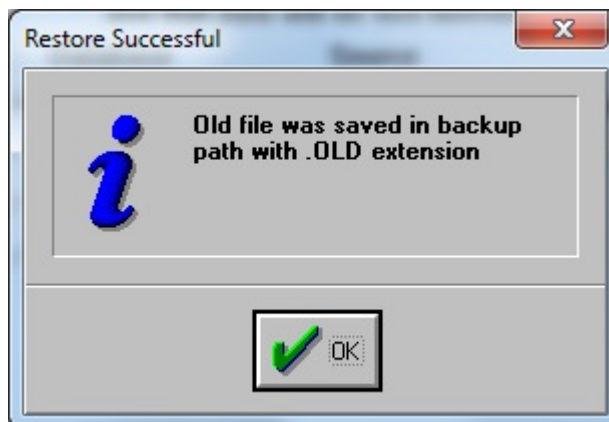 Restore Successful
Old file was saved in backup
path with .OLD extension
OK